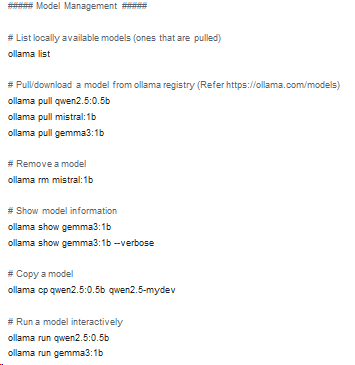 ##### Model Management #####
# List locally available models (ones that are pulled)
ollama list
# Pull/download a model from ollama registry (Refer https://ollama.com/models)
ollama pull qwen2.5:0.5b
ollama pull mistral:1b
ollama pull gemma3:1b
# Remove a model
ollama rm mistral:1b
# Show model information
ollama show gemma3:1b
ollama show gemma3:1b --verbose
# Copy a model
ollama cp qwen2.5:0.5b qwen2.5-mydev
# Run a model interactively
ollama run qwen2.5:0.5b
ollama run gemma3:1b